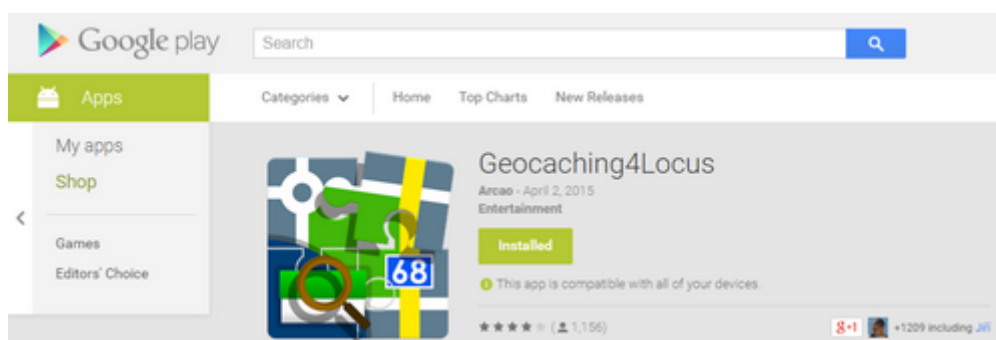 Google play
Search
Apps
Categories
Home
Top Charts
New Releases
My apps
Shop
Games
Editors' Choice
Geocaching4Locus
Arcao - April 2, 2015
Entertainment
Installed
68
This app is compatible with all of your devices.
(1,156)
g+1
+1209 including Jiří